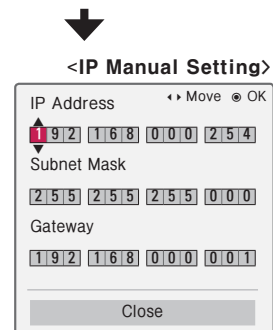 <IP Manual Setting>
IP Address Move OK
192 168 000 254
Subnet Mask
255 255 255 000
Gateway
192 168 000 001
Close